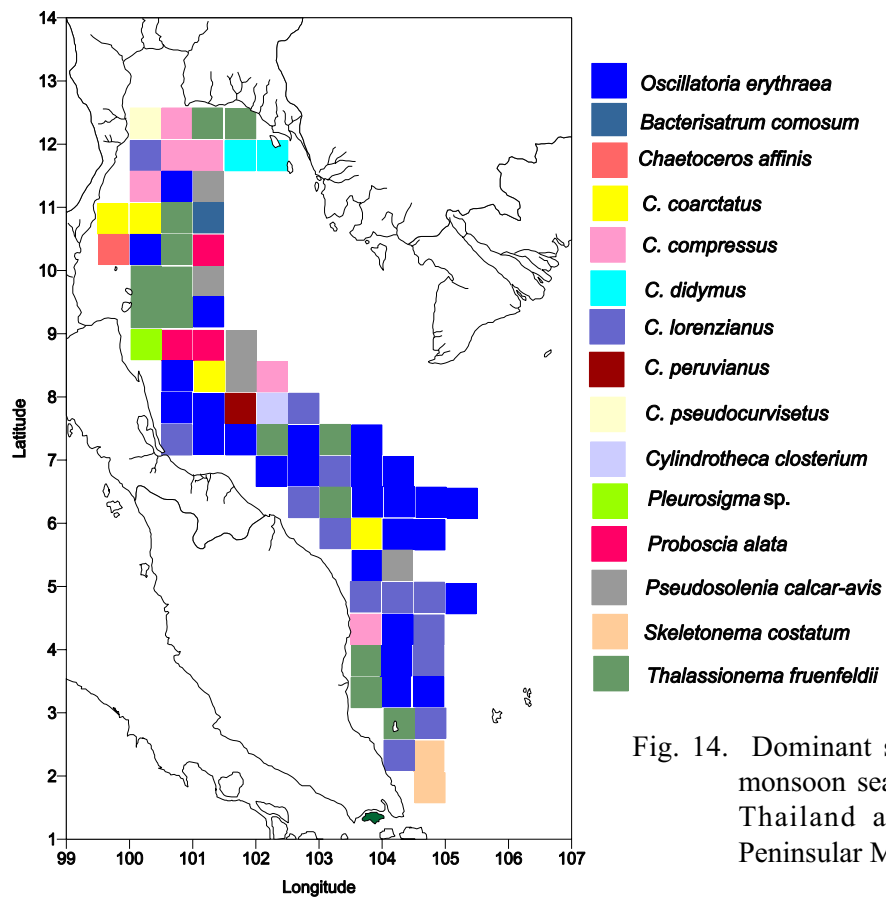 14
13
12
11
10
9
8
7
6
5
4
3
2
1
Latitude
99 100 101 102 103 104 105 106 107
Longitude
Oscillatoria erythraea
Bacterisatrum comosum
Chaetoceros affinis
C. coarctatus
C. compressus
C. didymus
C. lorenzianus
C. peruvianus
C. pseudocurvisetus
Cylindrotheca closterium
Pleurosigma sp.
Proboscia alata
Pseudosolenia calcar-avis
Skeletonema costatum
Thalassionema fruenfeldii
Fig. 14. Dominant s
monsoon sea
Thailand a
Peninsular M